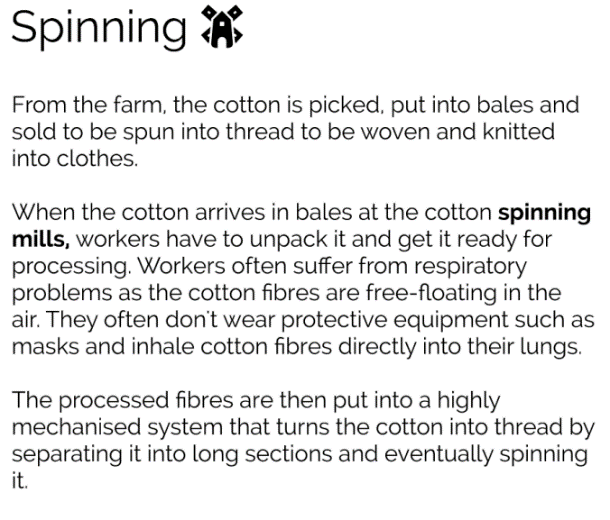 Spinning
From the farm, the cotton is picked, put into bales and
sold to be spun into thread to be woven and knitted
into clothes.
When the cotton arrives in bales at the cotton spinning
mills, workers have to unpack it and get it ready for
processing. Workers often suffer from respiratory
problems as the cotton fibres are free-floating in the
air. They often don't wear protective equipment such as
masks and inhale cotton fibres directly into their lungs.
The processed fibres are then put into a highly
mechanised system that turns the cotton into thread by
separating it into long sections and eventually spinning
it.